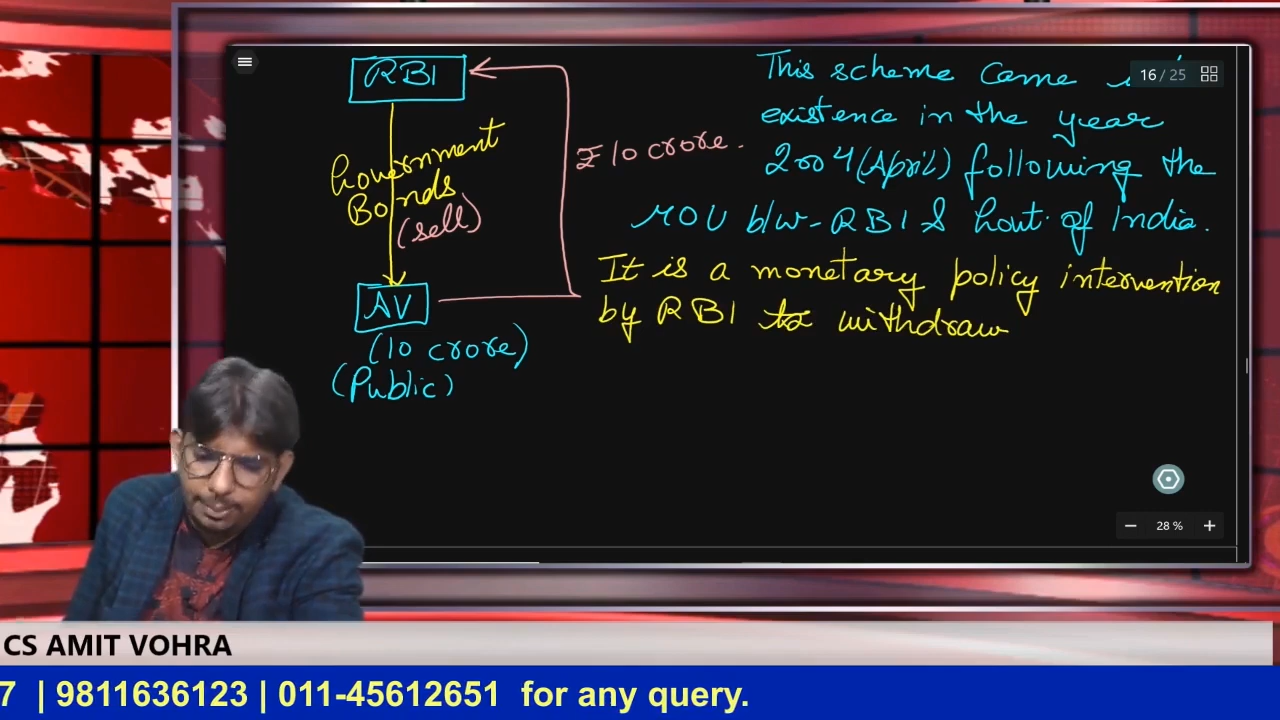 RBI
Government
Bonds
(sell)
AV
(10 crore)
(Public)
₹10 crore.
This scheme came
existence in the year
2004 (April) following the
MOU b/w RBI & Govt. of India.
It is a monetary policy intervention
by RBI to withdraw
16 / 25
28 %
CS AMIT VOHRA
7 | 9811636123 | 011-45612651 for any query.